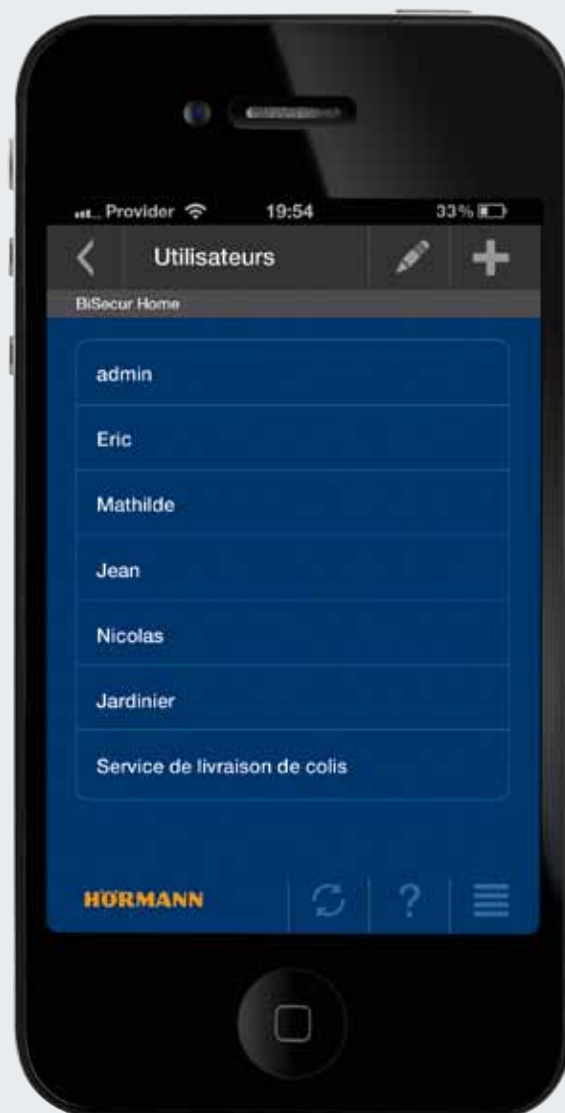 Provider 19:54 33%
Utilisateurs
BiSecur Home
admin
Eric
Mathilde
Jean
Nicolas
Jardinier
Service de livraison de colis
HÖRMANN ?